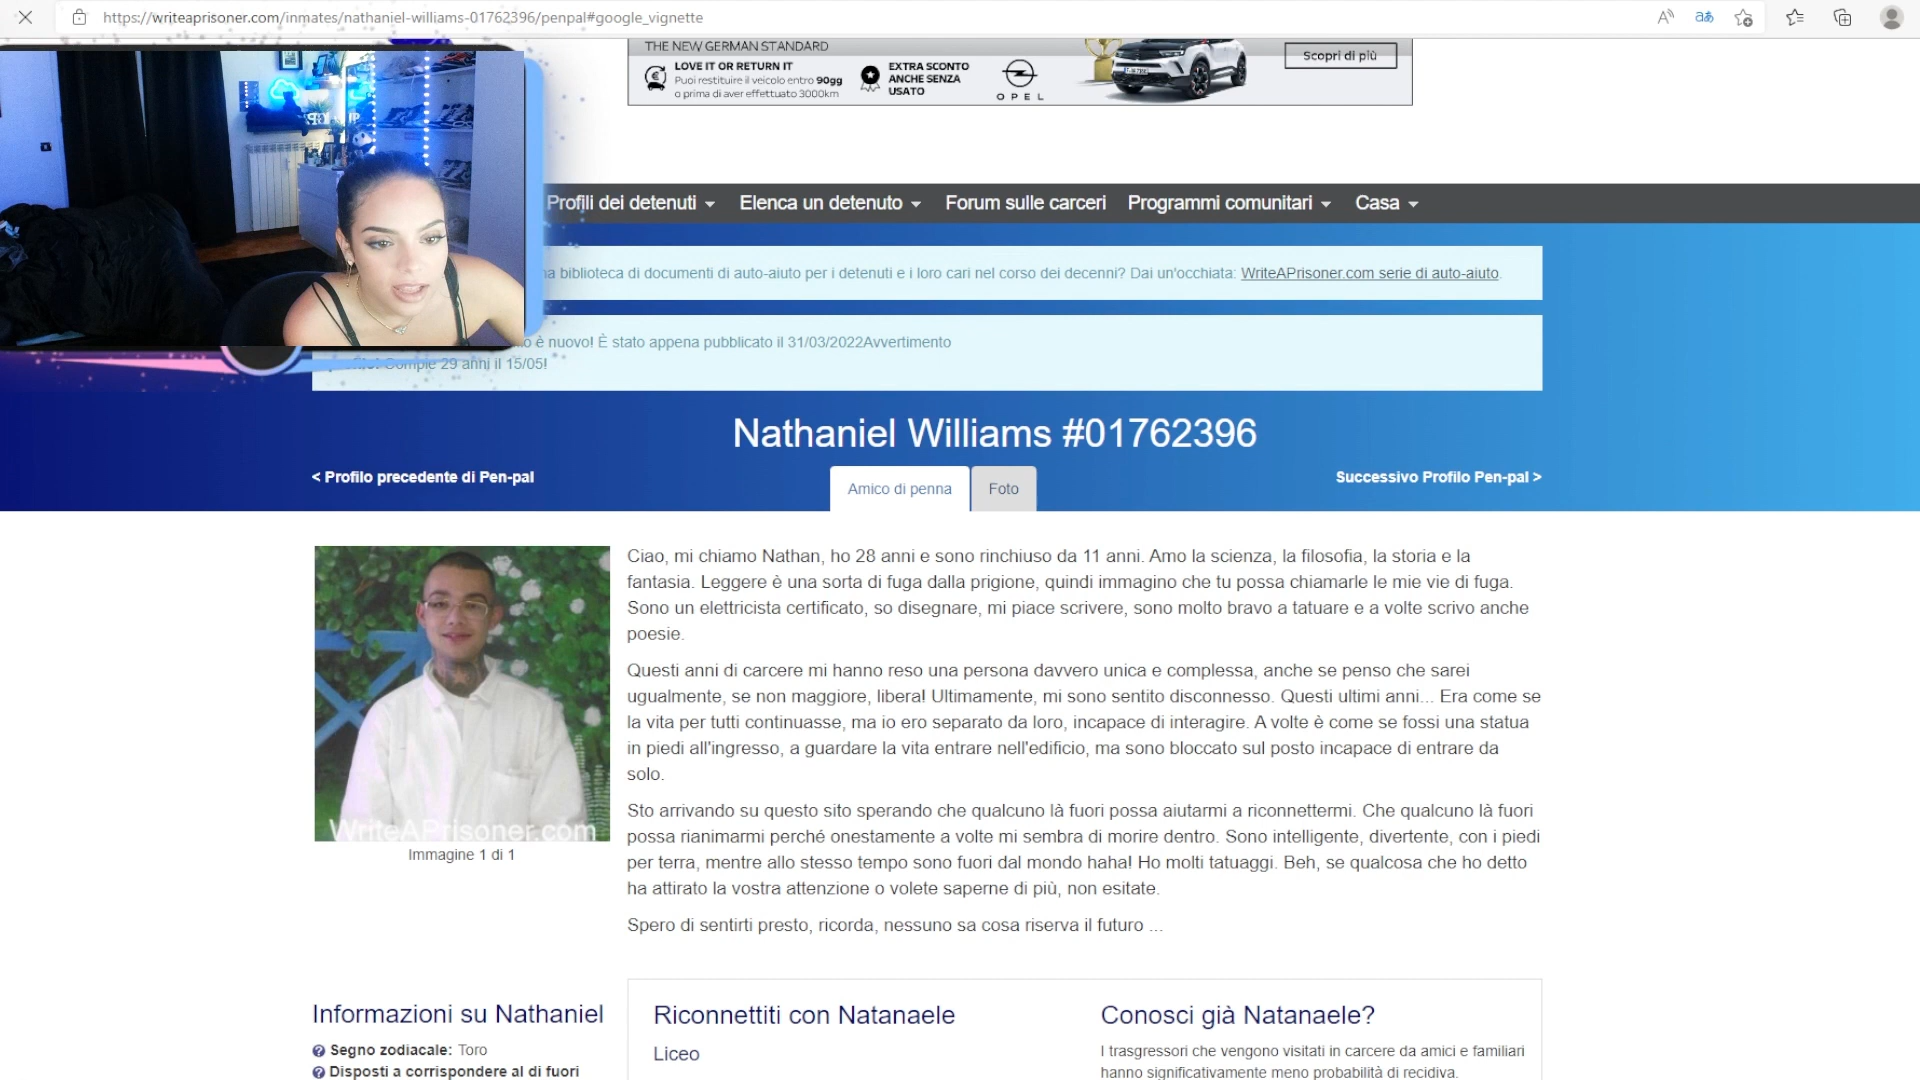 https://writeaprisoner.com/inmates/nathaniel-williams-01762396/penpal#google_vignette
THE NEW GERMAN STANDARD
LOVE IT OR RETURN IT
Puoi restituire il veicolo entro 90gg
o prima di aver effettuato 3000km
EXTRA SCONTO
ANCHE SENZA
USATO
OPEL
Scopri di più
Profili dei detenuti
Elenca un detenuto
Forum sulle carceri
Programmi comunitari
Casa
biblioteca di documenti di auto-aiuto per i detenuti e i loro cari nel corso dei decenni? Dai un'occhiata: WriteAPrisoner.com serie di auto-aiuto.
è nuovo! È stato appena pubblicato il 31/03/2022Avvertimento
Compie 29 anni il 15/05!
Nathaniel Williams #01762396
< Profilo precedente di Pen-pal
Amico di penna
Foto
Successivo Profilo Pen-pal >
Ciao, mi chiamo Nathan, ho 28 anni e sono rinchiuso da 11 anni. Amo la scienza, la filosofia, la storia e la
fantasia. Leggere è una sorta di fuga dalla prigione, quindi immagino che tu possa chiamarle le mie vie di fuga.
Sono un elettricista certificato, so disegnare, mi piace scrivere, sono molto bravo a tatuare e a volte scrivo anche
poesie.
Questi anni di carcere mi hanno reso una persona davvero unica e complessa, anche se penso che sarei
ugualmente, se non maggiore, libera! Ultimamente, mi sono sentito disconnesso. Questi ultimi anni... Era come se
la vita per tutti continuasse, ma io ero separato da loro, incapace di interagire. A volte è come se fossi una statua
in piedi all'ingresso, a guardare la vita entrare nell'edificio, ma sono bloccato sul posto incapace di entrare da
solo.
Sto arrivando su questo sito sperando che qualcuno là fuori possa aiutarmi a riconnettermi. Che qualcuno là fuori
possa rianimarmi perché onestamente a volte mi sembra di morire dentro. Sono intelligente, divertente, con i piedi
per terra, mentre allo stesso tempo sono fuori dal mondo haha! Ho molti tatuaggi. Beh, se qualcosa che ho detto
ha attirato la vostra attenzione o volete saperne di più, non esitate.
Spero di sentirti presto, ricorda, nessuno sa cosa riserva il futuro ...
WriteAPrisoner.com
Immagine 1 di 1
Informazioni su Nathaniel
Segno zodiacale: Toro
Disposti a corrispondere al di fuori
Riconnettiti con Natanaele
Liceo
Conosci già Natanaele?
I trasgressori che vengono visitati in carcere da amici e familiari
hanno significativamente meno probabilità di recidiva.